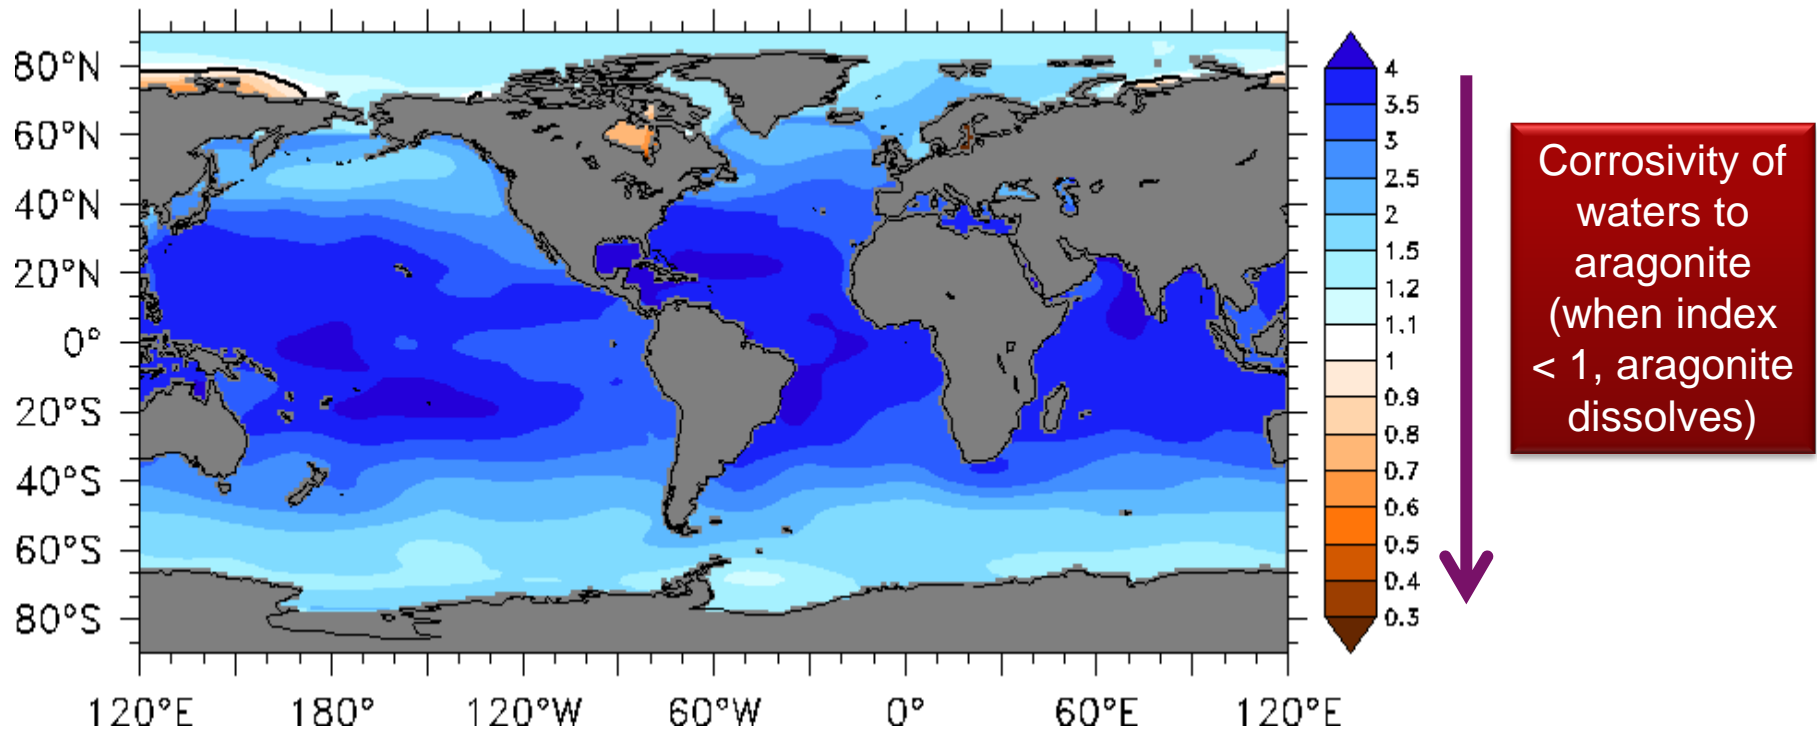 80°N
60°N
40°N
20°N
0°
20°S
40°S
60°S
80°S
120°E 180° 120°W 60°W 0° 60°E 120°E
4
3.5
3
2.5
2
1.5
1.2
1.1
1
0.9
0.8
0.7
0.6
0.5
0.4
0.3
Corrosivity of
waters to
aragonite
(when index
< 1, aragonite
dissolves)